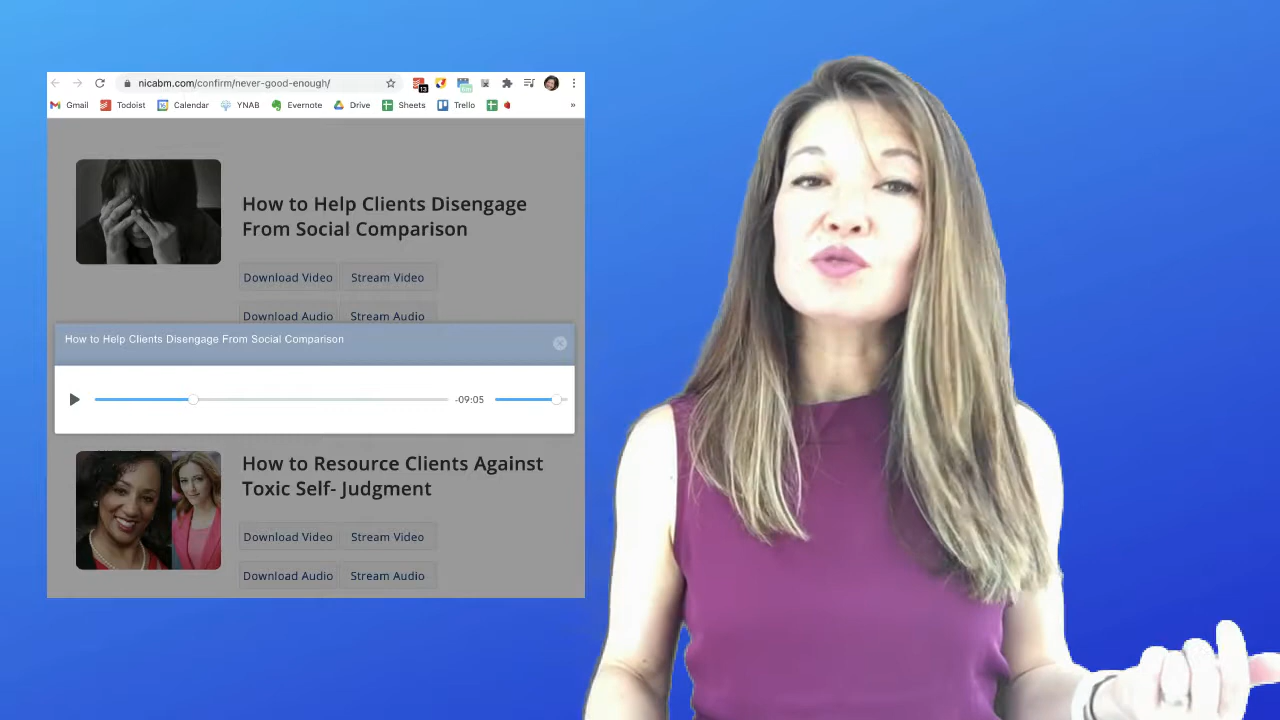 nicabm.com/confirm/never-good-enough/
13
Gmail Todoist Calendar YNAB Evernote Drive Sheets Trello »
How to Help Clients Disengage
From Social Comparison
Download Video Stream Video
Download Audio Stream Audio
How to Help Clients Disengage From Social Comparison
-09:05
How to Resource Clients Against
Toxic Self- Judgment
Download Video Stream Video
Download Audio Stream Audio